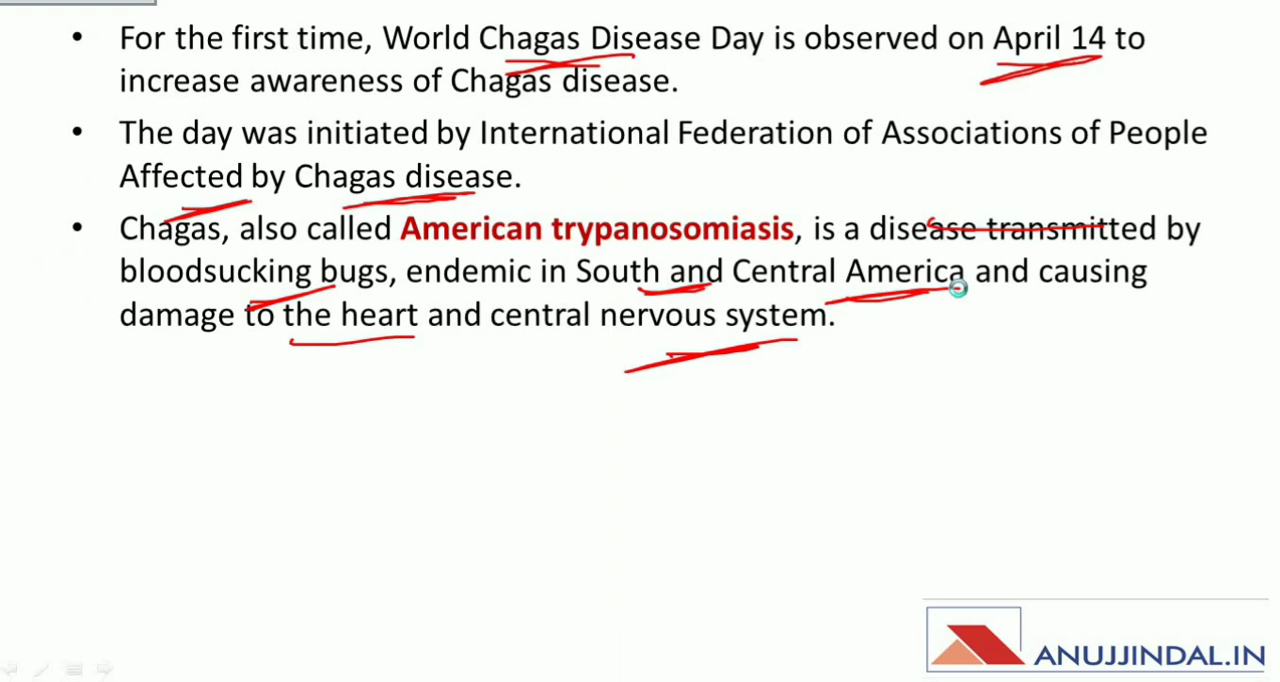 • For the first time, World Chagas Disease Day is observed on April 14 to
increase awareness of Chagas disease.
• The day was initiated by International Federation of Associations of People
Affected by Chagas disease.
• Chagas, also called American trypanosomiasis, is a disease transmitted by
bloodsucking bugs, endemic in South and Central America and causing
damage to the heart and central nervous system.
ANUJJINDAL.IN